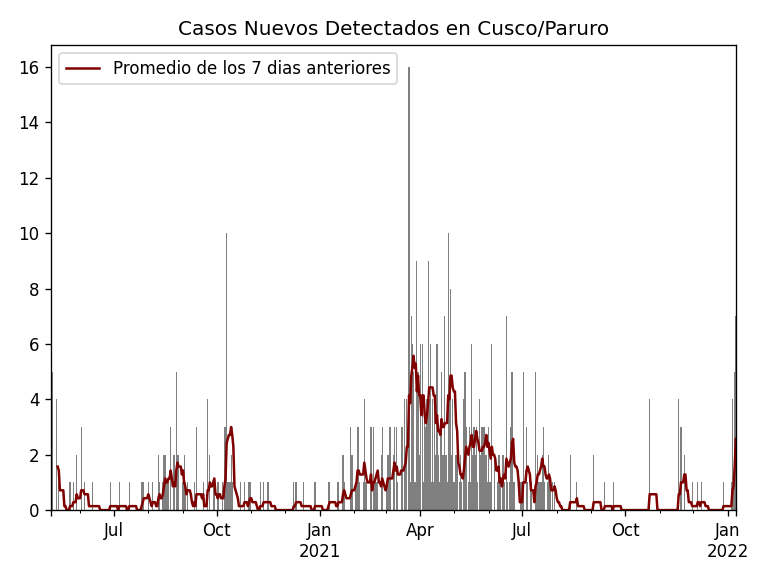 Casos Nuevos Detectados en Cusco/Paruro
Promedio de los 7 dias anteriores
16
14
12
10
8
6
4
2
0
Jul
Oct
Jan
2021
Apr
Jul
Oct
Jan
2022